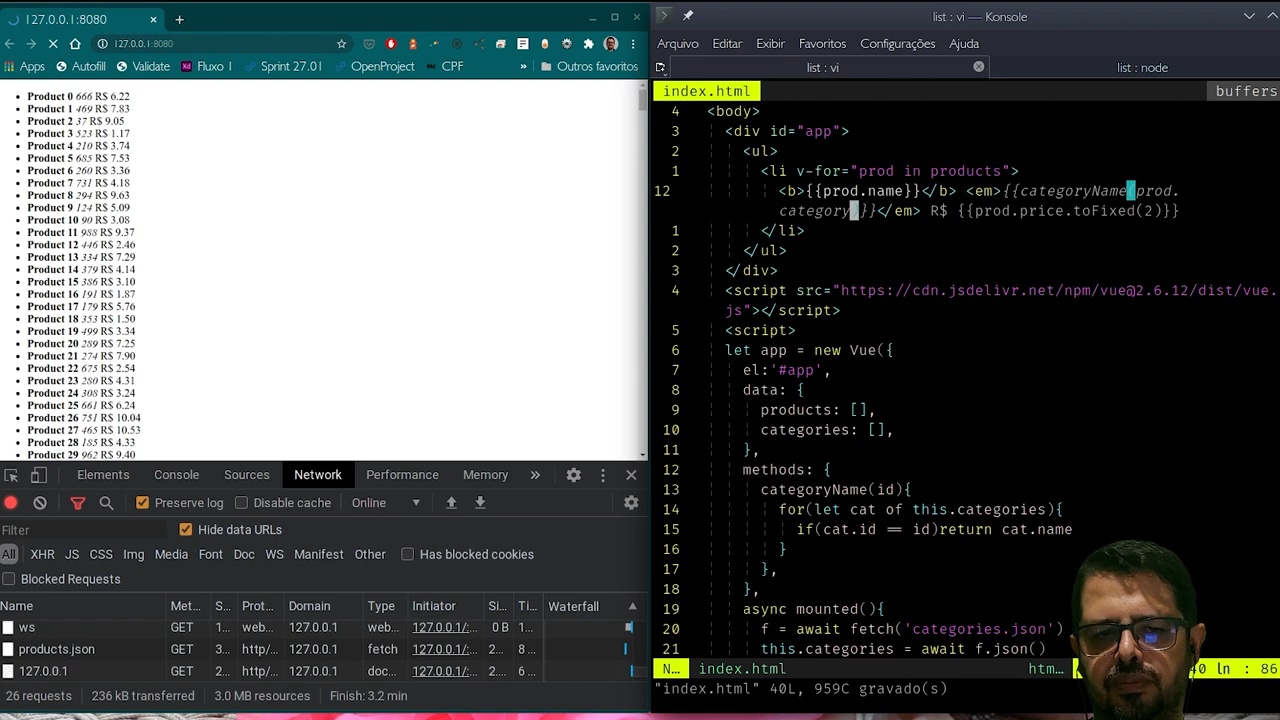 127.0.0.1:8080
list : vi — Konsole
127.0.0.1:8080
Arquivo Editar Exibir Favoritos Configurações Ajuda
Apps Autofill Validate Xd Fluxo I Sprint 27.01 OpenProject CPF » Outros favoritos
list : vi
list : node
index.html
buffers
Product 0 666 R$ 6.22
Product 1 469 R$ 7.83
Product 2 37 R$ 9.05
Product 3 523 R$ 1.17
Product 4 210 R$ 3.74
Product 5 685 R$ 7.53
Product 6 260 R$ 3.36
Product 7 731 R$ 4.18
Product 8 294 R$ 9.63
Product 9 124 R$ 5.09
Product 10 90 R$ 3.08
Product 11 988 R$ 9.37
Product 12 446 R$ 2.46
Product 13 334 R$ 7.29
Product 14 379 R$ 4.14
Product 15 386 R$ 3.10
Product 16 191 R$ 1.87
Product 17 179 R$ 5.76
Product 18 353 R$ 1.50
Product 19 499 R$ 3.34
Product 20 289 R$ 7.25
Product 21 274 R$ 7.90
Product 22 675 R$ 2.54
Product 23 280 R$ 4.31
Product 24 308 R$ 3.24
Product 25 661 R$ 6.24
Product 26 751 R$ 10.04
Product 27 465 R$ 10.53
Product 28 185 R$ 4.33
Product 29 962 R$ 9.40
4 <body>
3 <div id="app">
2 <ul>
1 <li v-for="prod in products">
12 <b>{{prod.name}}</b> <em>{{categoryName(prod.
category)}}</em> R$ {{prod.price.toFixed(2)}}
1 </li>
2 </ul>
3 </div>
4 <script src="https://cdn.jsdelivr.net/npm/vue@2.6.12/dist/vue.
js"></script>
5 <script>
6 let app = new Vue({
7 el:'#app',
8 data: {
9 products: [],
10 categories: [],
11 },
12 methods: {
13 categoryName(id){
14 for(let cat of this.categories){
15 if(cat.id == id)return cat.name
16 }
17 },
18 },
19 async mounted(){
20 f = await fetch('categories.json')
21 this.categories = await f.json()
N... index.html htm... 40 ln : 86
"index.html" 40L, 959C gravado(s)
Elements Console Sources Network Performance Memory »
Preserve log Disable cache Online
Filter Hide data URLs
All XHR JS CSS Img Media Font Doc WS Manifest Other Has blocked cookies
Blocked Requests
Name Met... S... Prot... Domain Type Initiator Si... Ti... Waterfall
ws GET 1... web... 127.0.0.1 web... 127.0.0.1/:... 0 B 1...
products.json GET 3... http/... 127.0.0.1 fetch 127.0.0.1/:... 2... 8...
127.0.0.1 GET 2... http/... 127.0.0.1 doc... 127.0.0.1/:... 2... 6...
26 requests 236 kB transferred 3.0 MB resources Finish: 3.2 min